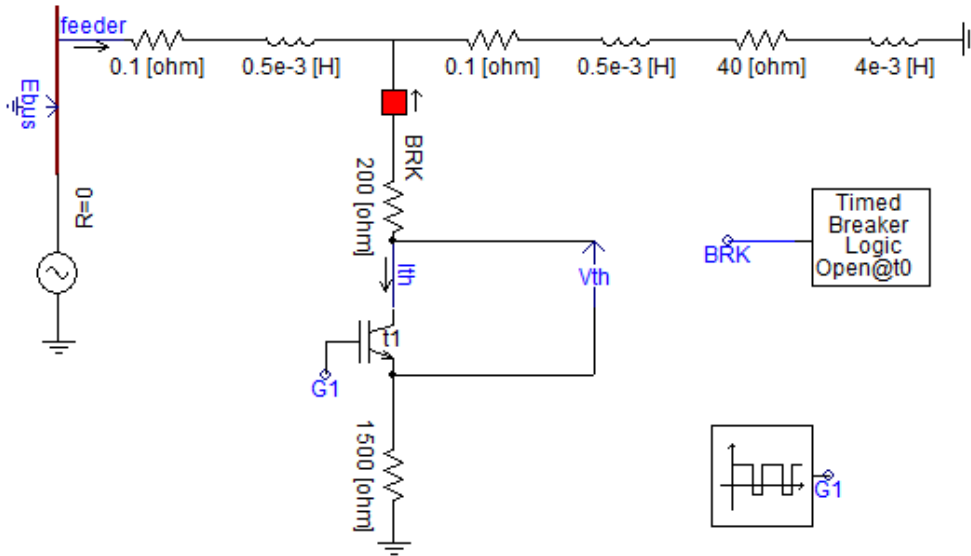 feeder
0.1 [ohm]
0.5e-3 [H]
0.1 [ohm]
0.5e-3 [H]
40 [ohm]
4e-3 [H]
Ebus
BRK
200 [ohm]
R=0
Timed
Breaker
Logic
Open@t0
BRK
Ith
Vth
t1
G1
1500 [ohm]
G1